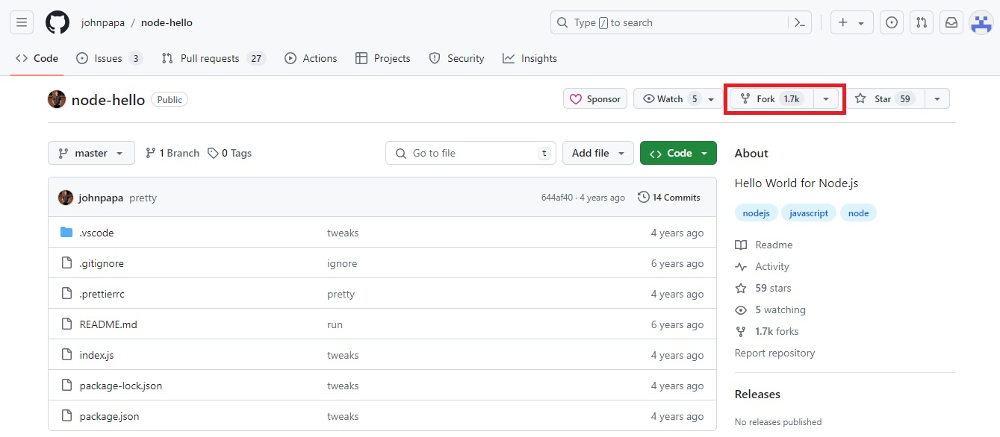 johnpapa / node-hello
Type / to search
Code
Issues 3
Pull requests 27
Actions
Projects
Security
Insights
node-hello Public
Sponsor
Watch 5
Fork 1.7k
Star 59
master
1 Branch
0 Tags
Go to file t
Add file
<> Code
johnpapa pretty 644af40 · 4 years ago 14 Commits
.vscode tweaks 4 years ago
.gitignore ignore 6 years ago
.prettierrc pretty 4 years ago
README.md run 6 years ago
index.js tweaks 4 years ago
package-lock.json tweaks 4 years ago
package.json tweaks 4 years ago
About
Hello World for Node.js
nodejs javascript node
Readme
Activity
59 stars
5 watching
1.7k forks
Report repository
Releases
No releases published